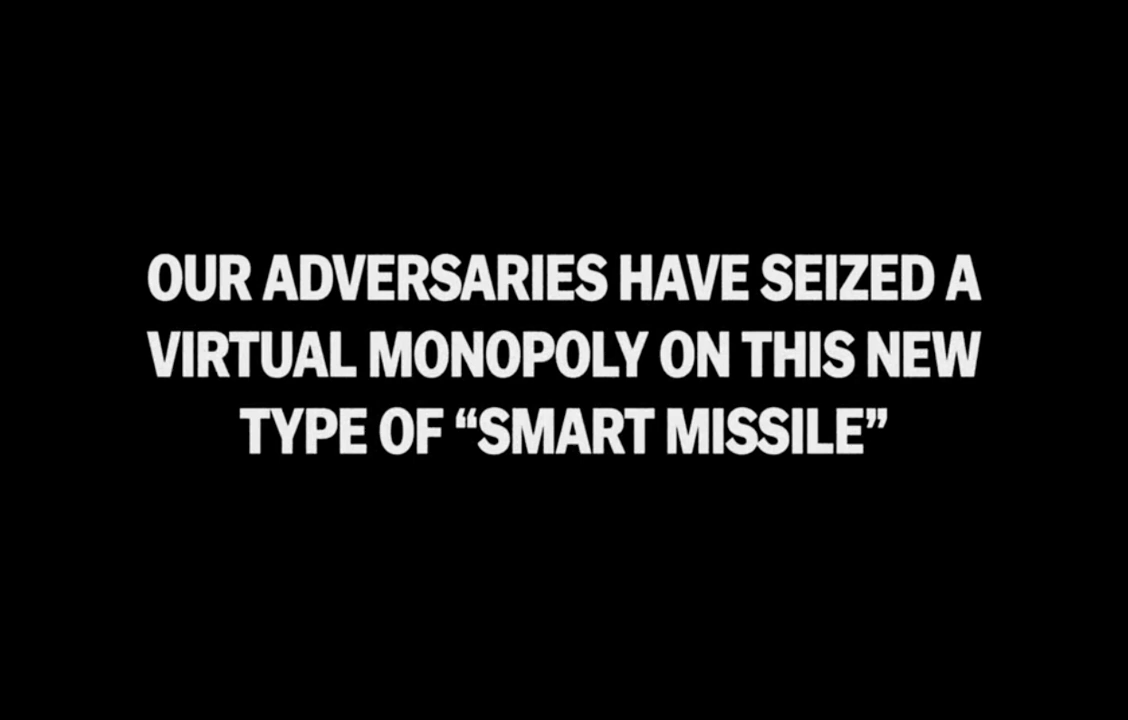 OUR ADVERSARIES HAVE SEIZED A
VIRTUAL MONOPOLY ON THIS NEW
TYPE OF “SMART MISSILE”